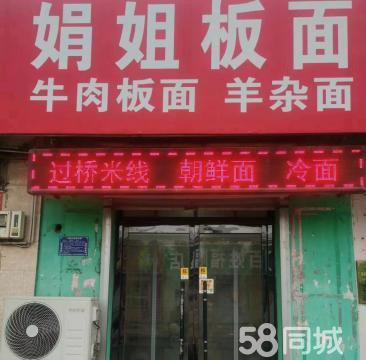 娟姐板面
牛肉板面 羊杂面
过桥米线 朝鲜面 冷面
58同城